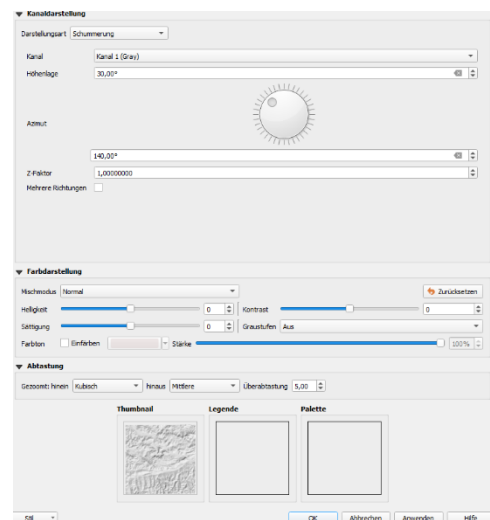 Kanaldarstellung
Darstellungsart Schummerung
Kanal Kanal 1 (Gray)
Höhenlage 30,00°
Azimut
140,00°
Z-Faktor 1,00000000
Mehrere Richtungen
Farbdarstellung
Mischmodus Normal Zurücksetzen
Helligkeit 0 Kontrast 0
Sättigung 0 Graustufen Aus
Farbton Einfärben Stärke 100%
Abtastung
Gezoomt: hinein Kubisch hinaus Mittlere Überabtastung 5,00
Thumbnail Legende Palette
Stil OK Abbrechen Anwenden Hilfe